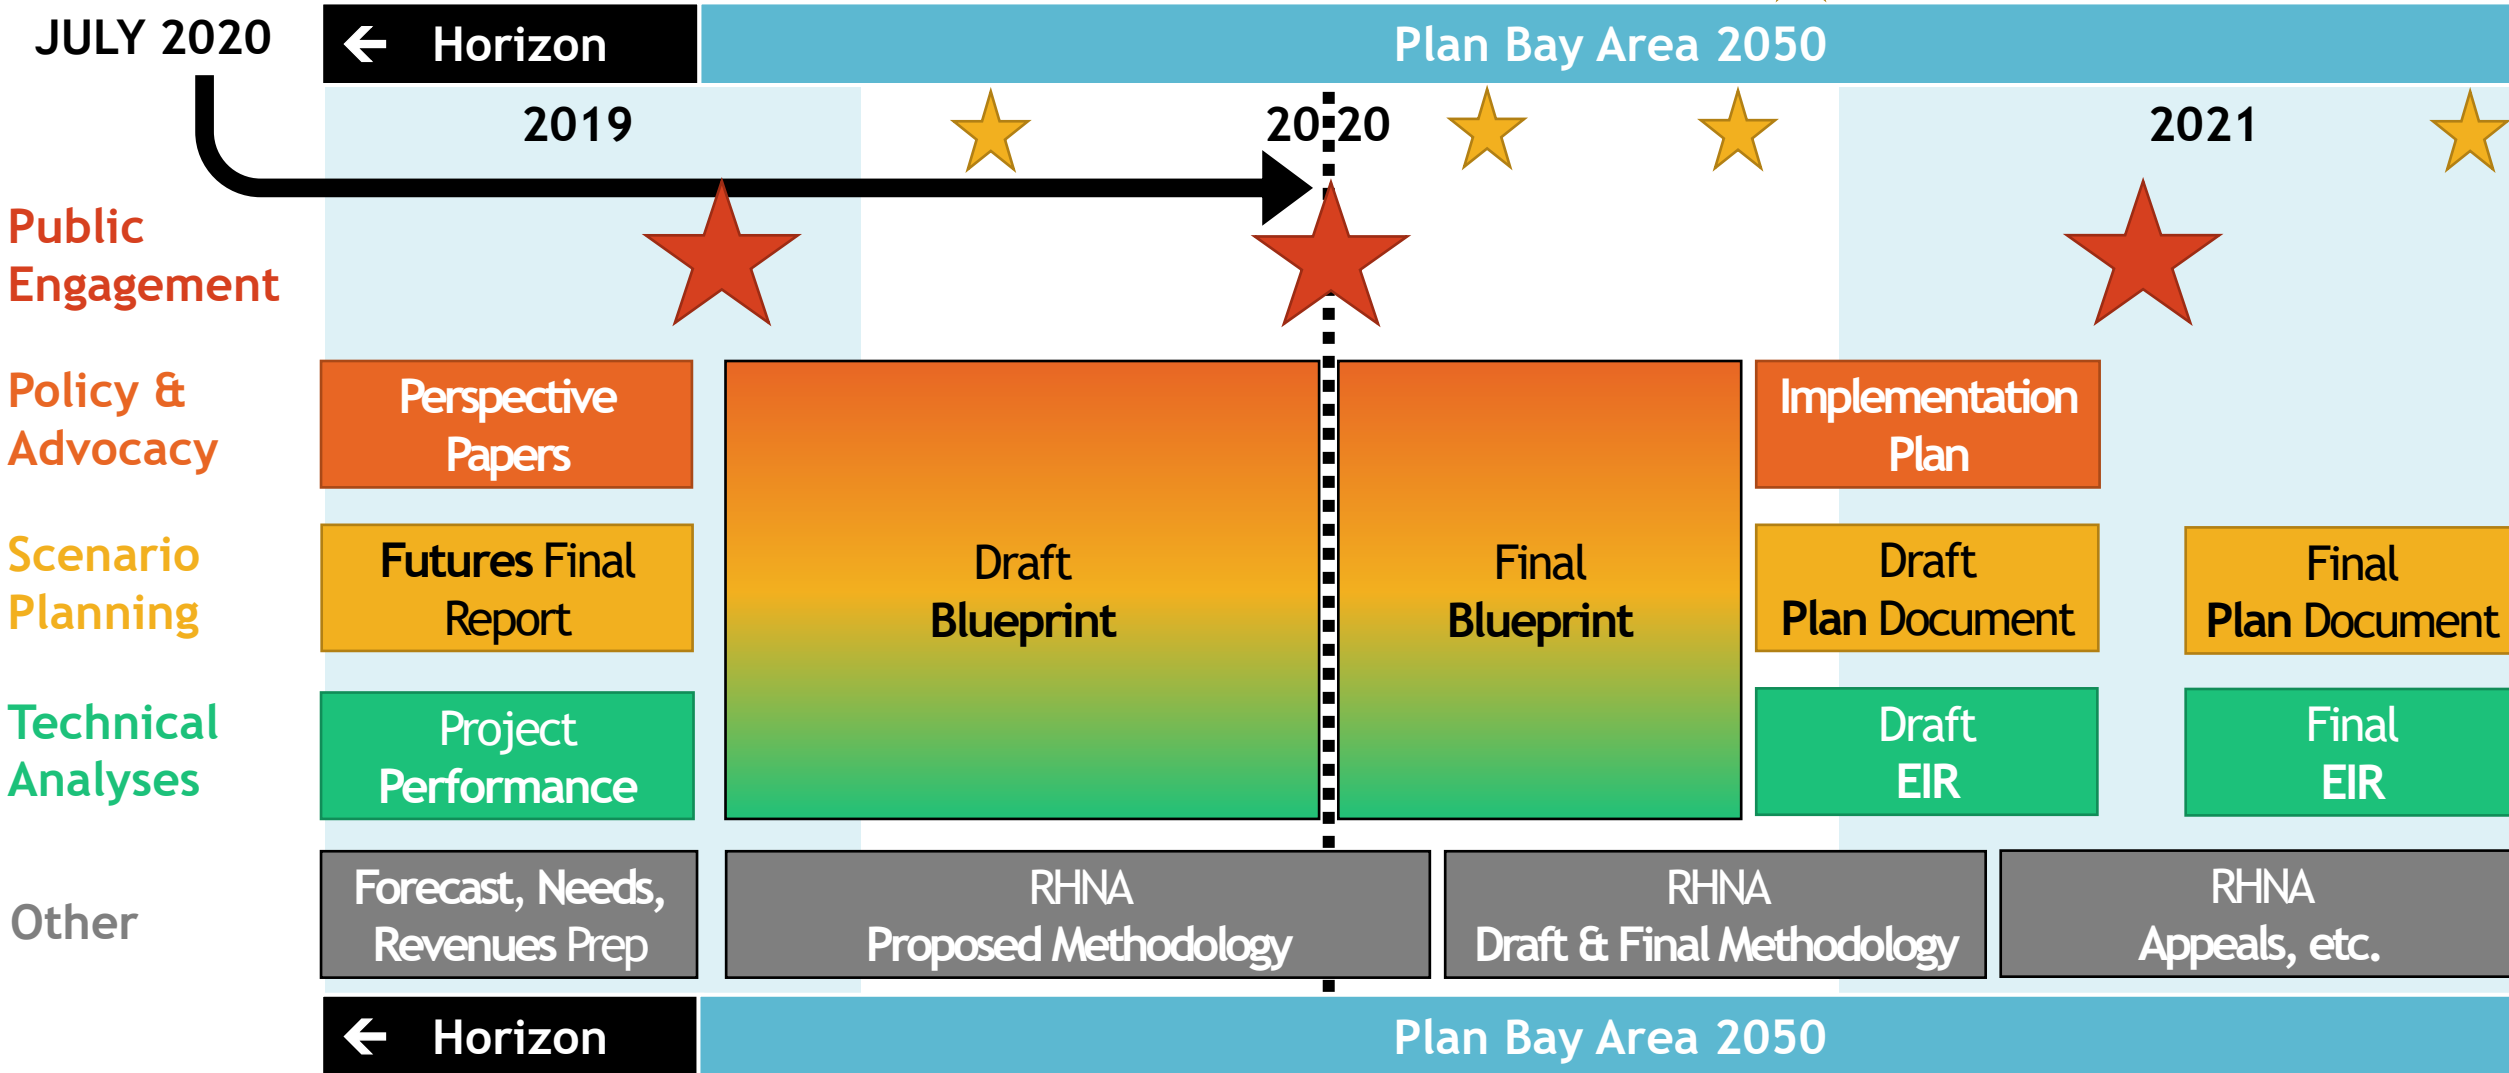 JULY 2020
← Horizon
Plan Bay Area 2050
2019
2020
2021
Public
Engagement
Policy &
Advocacy
Perspective
Papers
Implementation
Plan
Scenario
Planning
Futures Final
Report
Draft
Blueprint
Final
Blueprint
Draft
Plan Document
Final
Plan Document
Technical
Analyses
Project
Performance
Draft
EIR
Final
EIR
Other
Forecast, Needs,
Revenues Prep
RHNA
Proposed Methodology
RHNA
Draft & Final Methodology
RHNA
Appeals, etc.
← Horizon
Plan Bay Area 2050